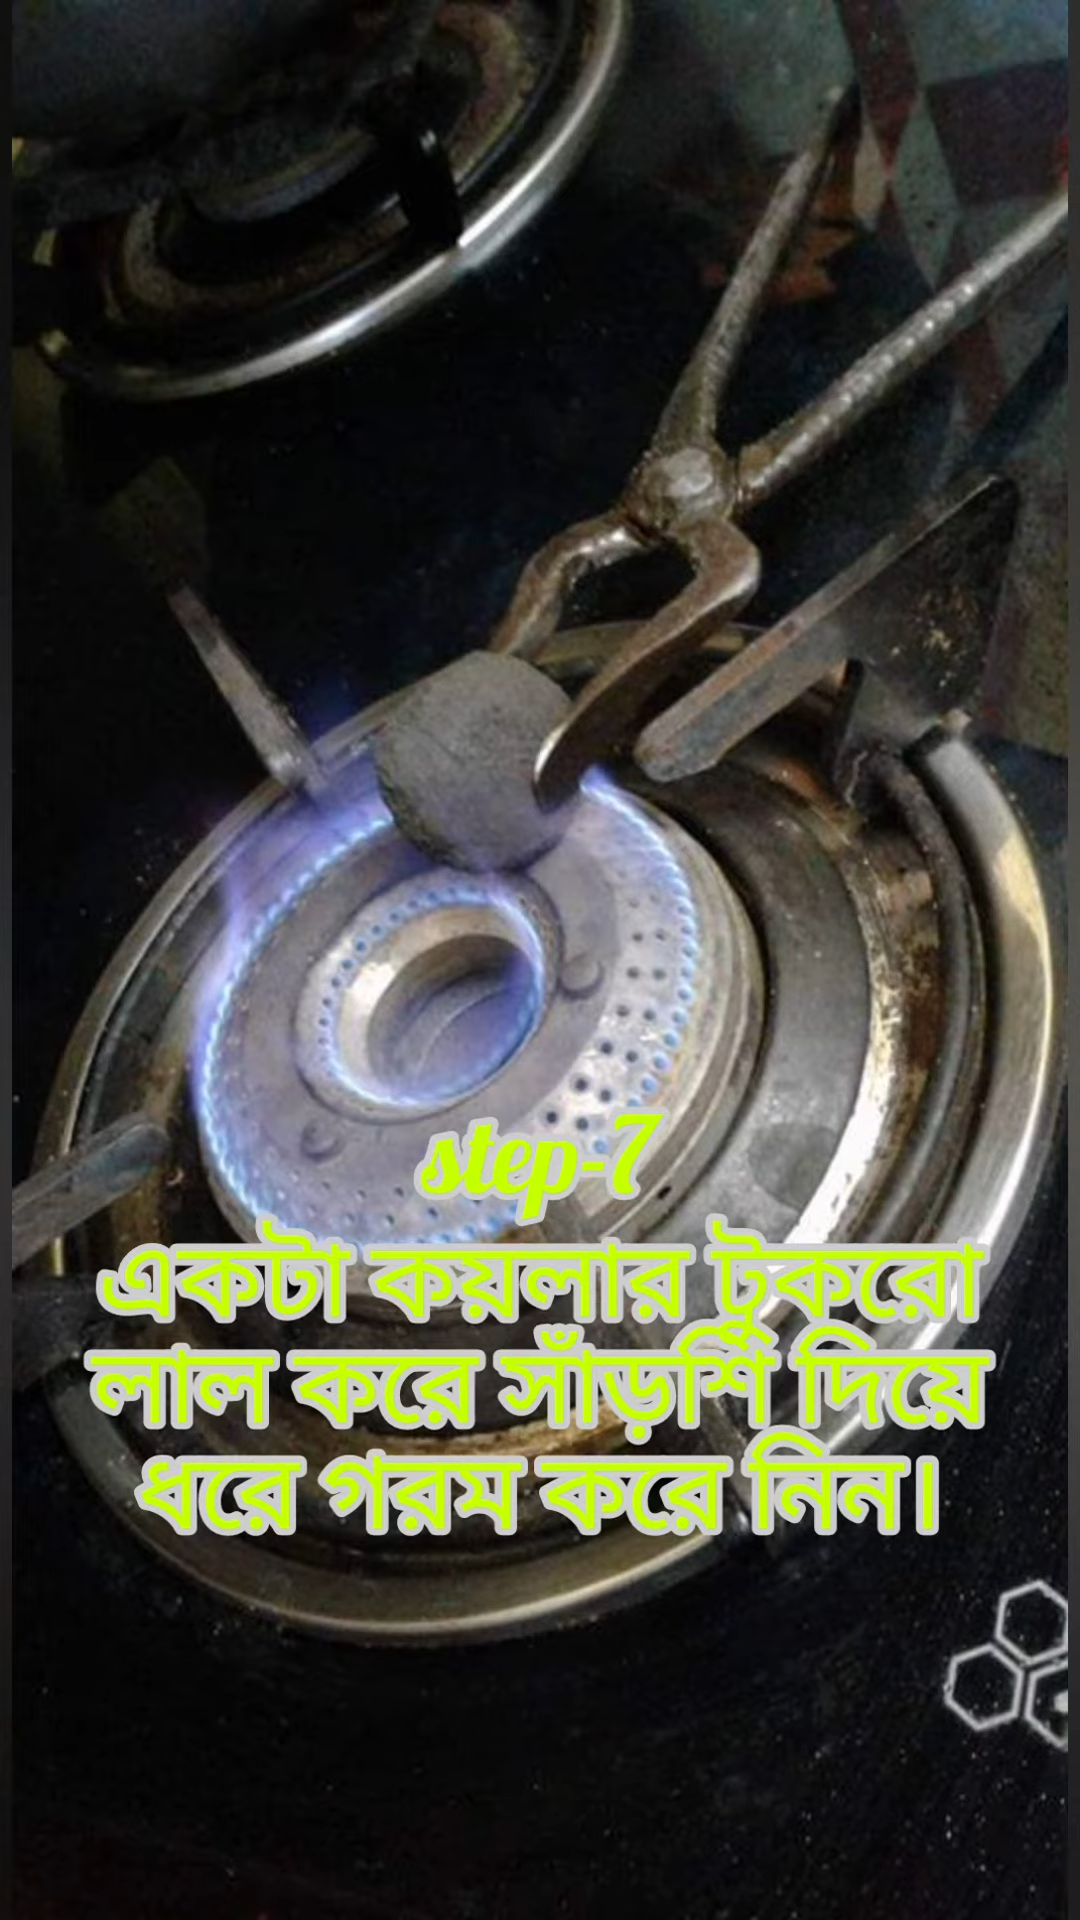 step-7
একটা কয়লার টুকরো
লাল করে সাঁড়শি দিয়ে
ধরে গরম করে নিন।